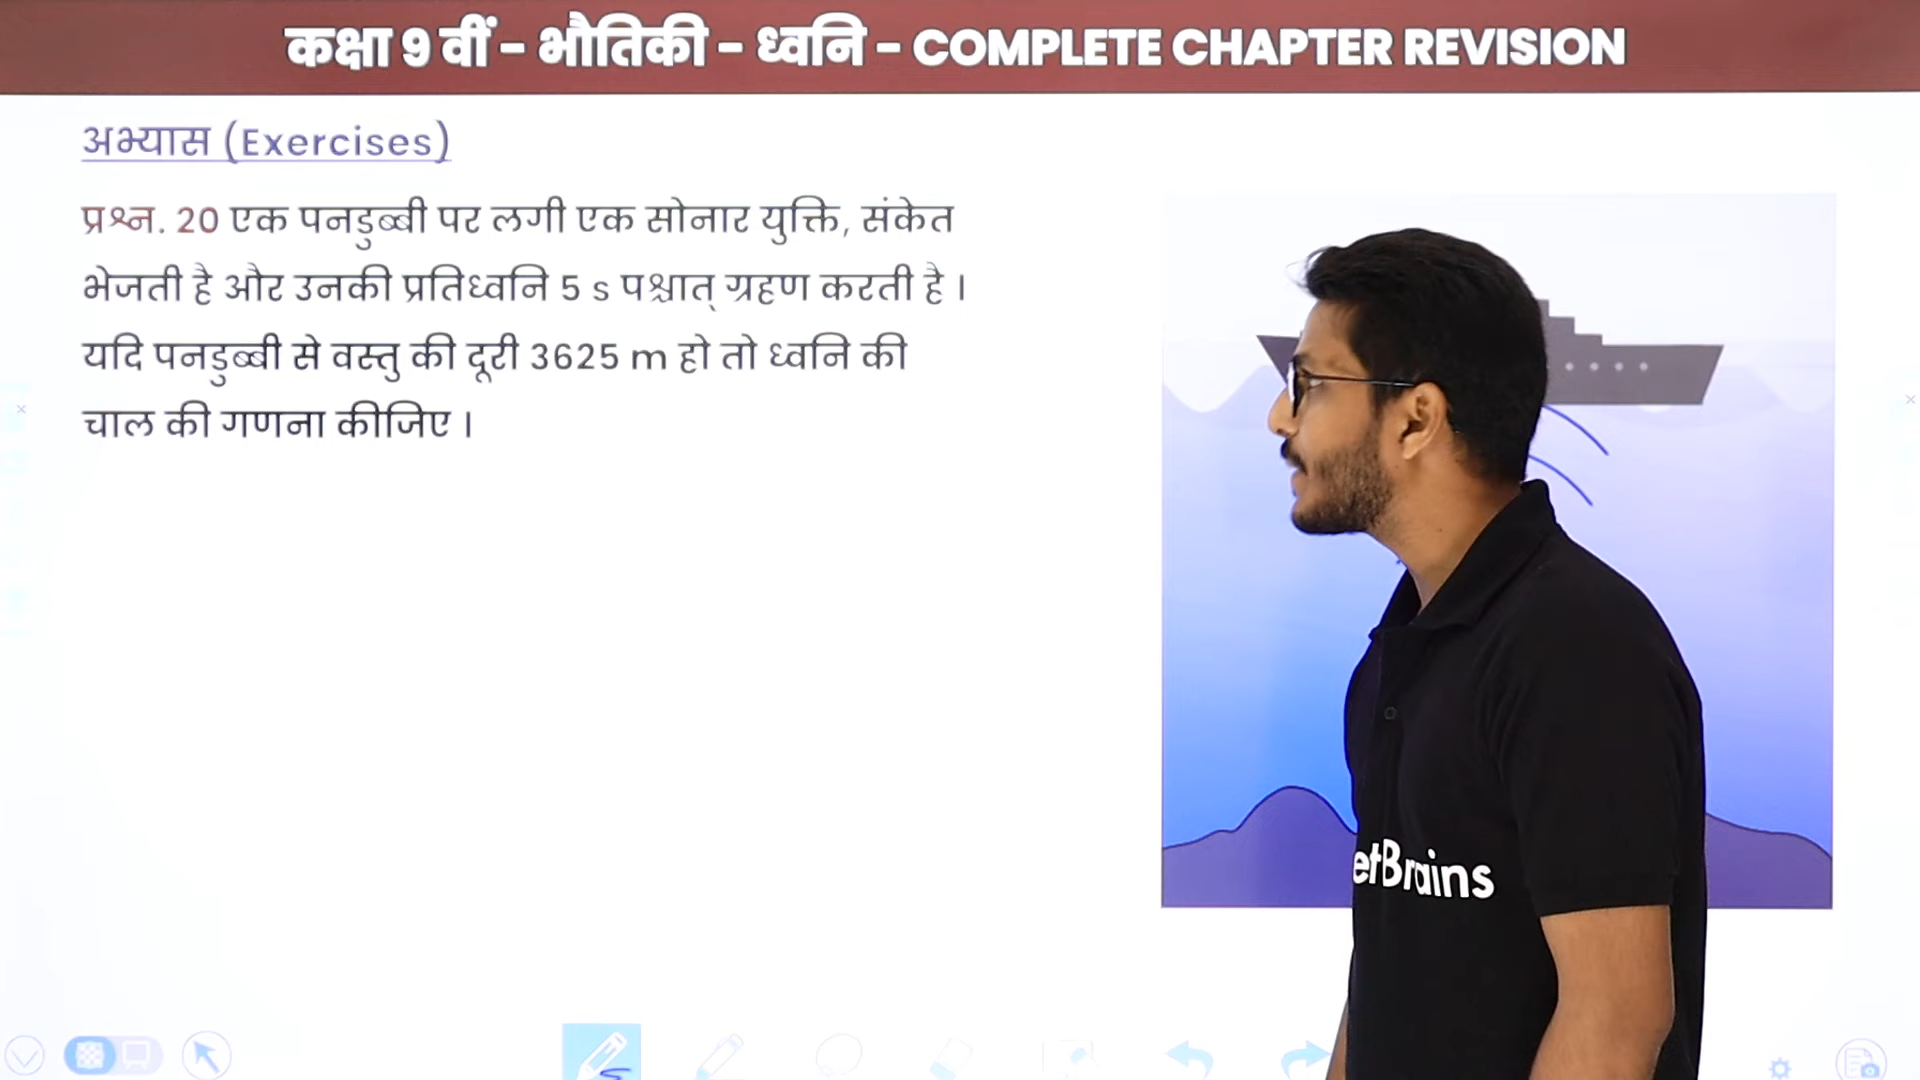 कक्षा 9 वीं - भौतिकी - ध्वनि - COMPLETE CHAPTER REVISION
अभ्यास (Exercises)
प्रश्न. 20 एक पनडुब्बी पर लगी एक सोनार युक्ति, संकेत
भेजती है और उनकी प्रतिध्वनि 5 s पश्चात् ग्रहण करती है ।
यदि पनडुब्बी से वस्तु की दूरी 3625 m हो तो ध्वनि की
चाल की गणना कीजिए ।
etBrains